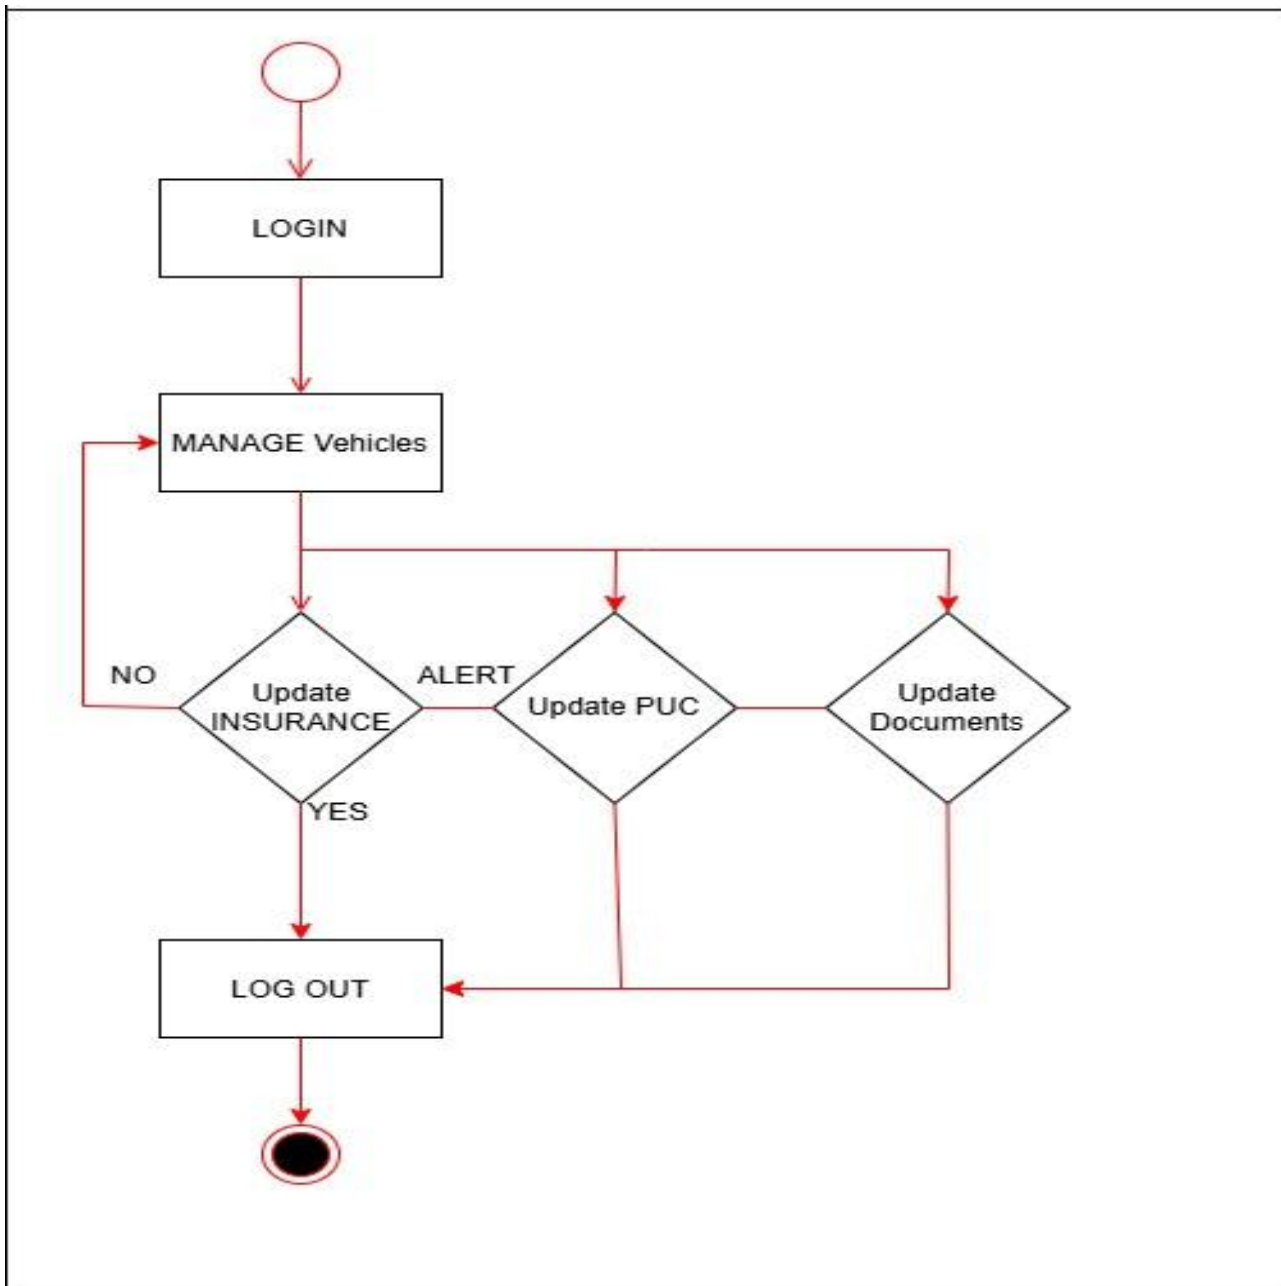 LOGIN
MANAGE Vehicles
NO
ALERT
Update
INSURANCE
Update PUC
Update
Documents
YES
LOG OUT